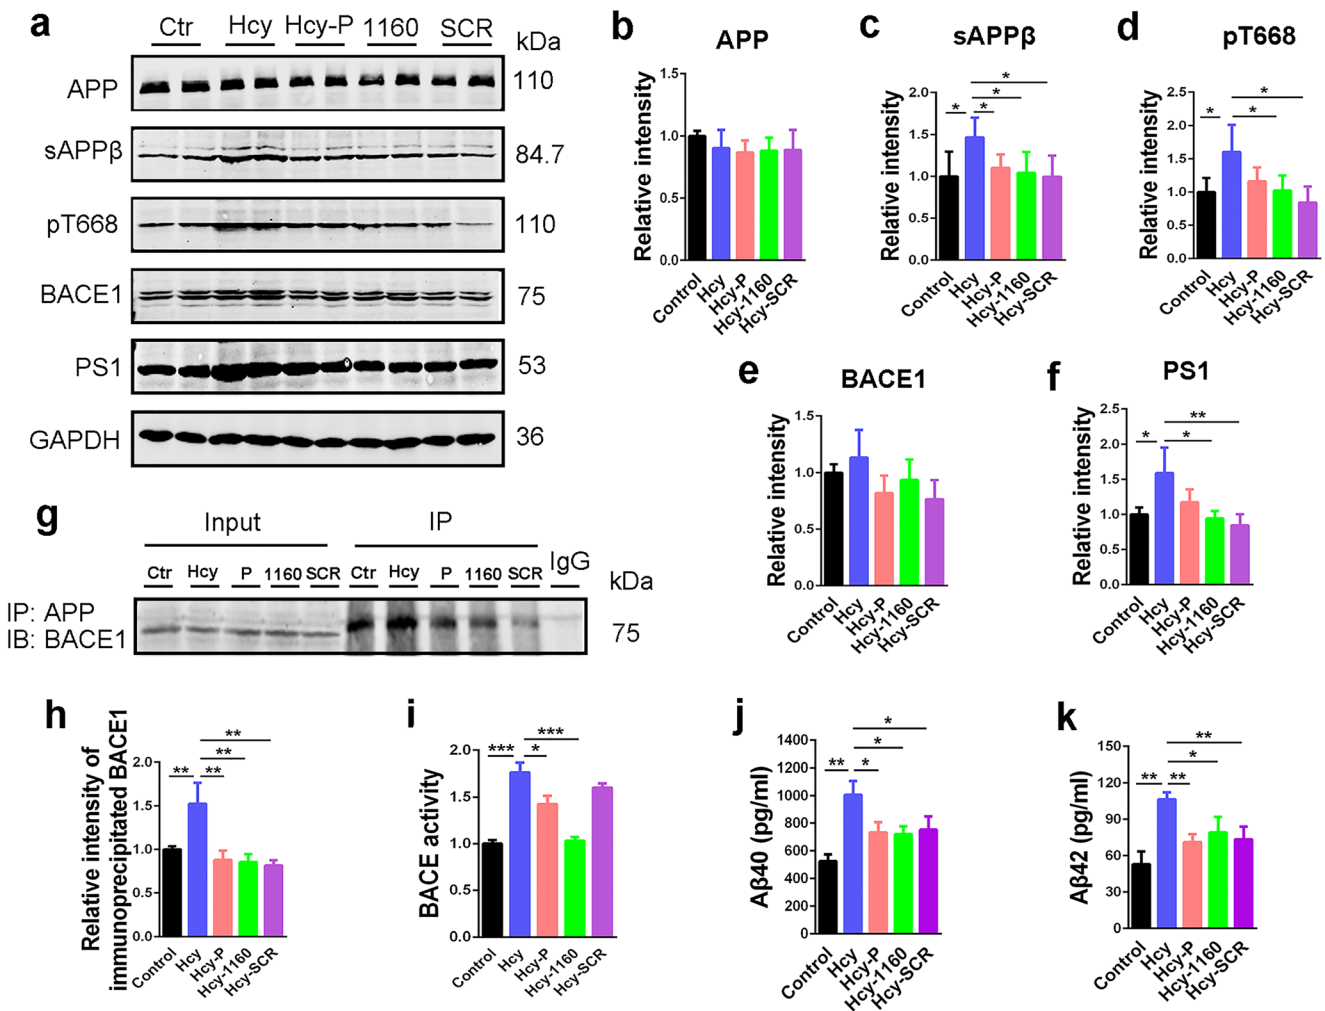 a
Ctr Hcy Hcy-P 1160 SCR kDa
APP 110
sAPPβ 84.7
pT668 110
BACE1 75
PS1 53
GAPDH 36
b
APP
Relative intensity
1.5
1.0
0.5
0.0
Control Hcy Hcy-P Hcy-1160 Hcy-SCR
c
sAPPβ
Relative intensity
2.0
1.5
1.0
0.5
0.0
* * * *
Control Hcy Hcy-P Hcy-1160 Hcy-SCR
d
pT668
Relative intensity
2.5
2.0
1.5
1.0
0.5
0.0
* * *
Control Hcy Hcy-P Hcy-1160 Hcy-SCR
e
BACE1
Relative intensity
1.5
1.0
0.5
0.0
Control Hcy Hcy-P Hcy-1160 Hcy-SCR
f
PS1
Relative intensity
2.5
2.0
1.5
1.0
0.5
0.0
* * **
Control Hcy Hcy-P Hcy-1160 Hcy-SCR
g
Input IP IgG
Ctr Hcy P 1160 SCR Ctr Hcy P 1160 SCR kDa
IP: APP
IB: BACE1 75
h
Relative intensity of
immunoprecipitated BACE1
2.0
1.5
1.0
0.5
0.0
** ** ** **
Control Hcy Hcy-P Hcy-1160 Hcy-SCR
i
BACE activity
2.0
1.5
1.0
0.5
0.0
*** * ***
Control Hcy Hcy-P Hcy-1160 Hcy-SCR
j
Aβ40 (pg/ml)
1400
1200
1000
800
600
400
200
0
** * * *
Control Hcy Hcy-P Hcy-1160 Hcy-SCR
k
Aβ42 (pg/ml)
150
120
90
60
30
0
** ** * **
Control Hcy Hcy-P Hcy-1160 Hcy-SCR